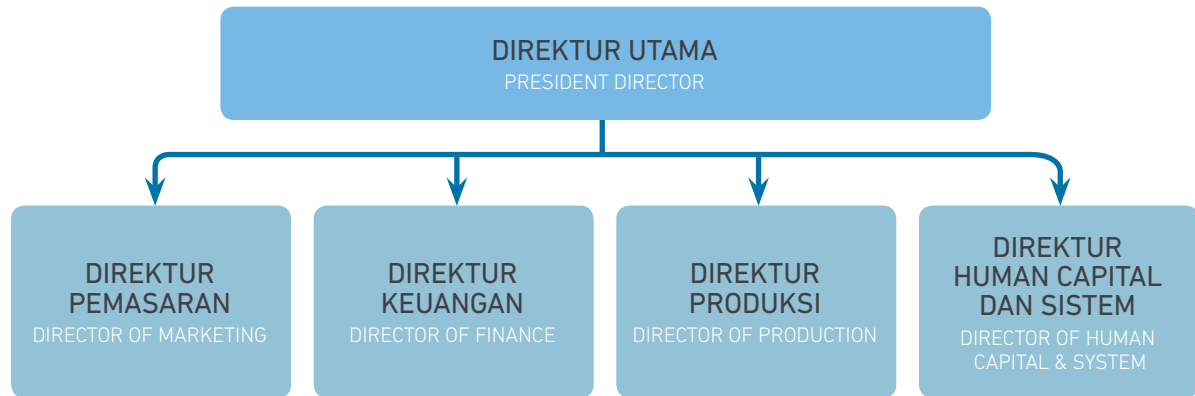 DIREKTUR UTAMA
PRESIDENT DIRECTOR
DIREKTUR
PEMASARAN
DIRECTOR OF MARKETING
DIREKTUR
KEUANGAN
DIRECTOR OF FINANCE
DIREKTUR
PRODUKSI
DIRECTOR OF PRODUCTION
DIREKTUR
HUMAN CAPITAL
DAN SISTEM
DIRECTOR OF HUMAN
CAPITAL & SYSTEM